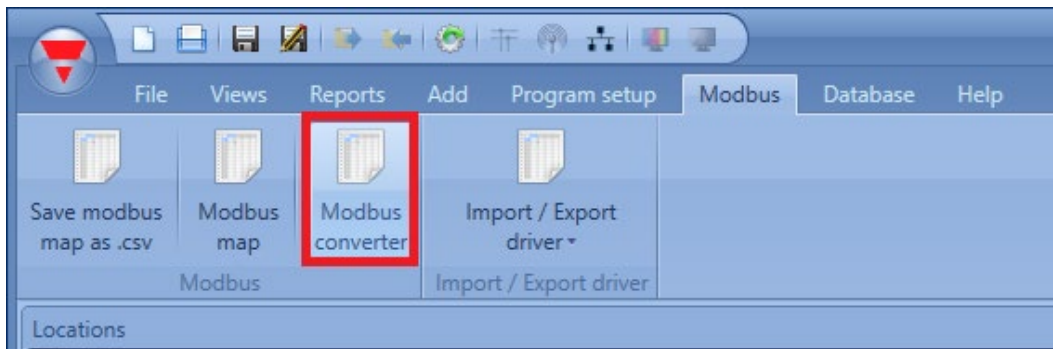 File Views Reports Add Program setup Modbus Database Help
Save modbus map as .csv
Modbus map
Modbus converter
Import / Export driver
Modbus
Import / Export driver
Locations